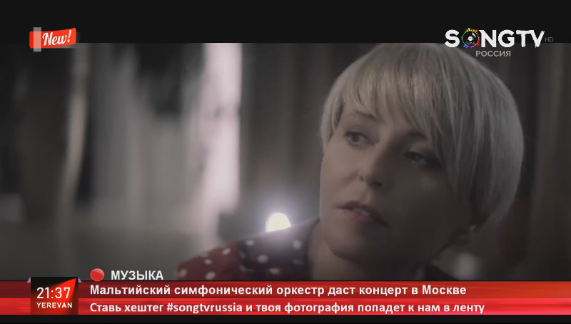 New!
SONGTV HD
РОССИЯ
МУЗЫКА
Мальтийский симфонический оркестр даст концерт в Москве
21:37
YEREVAN
Ставь хештег #songtvrussia и твоя фотография попадет к нам в ленту